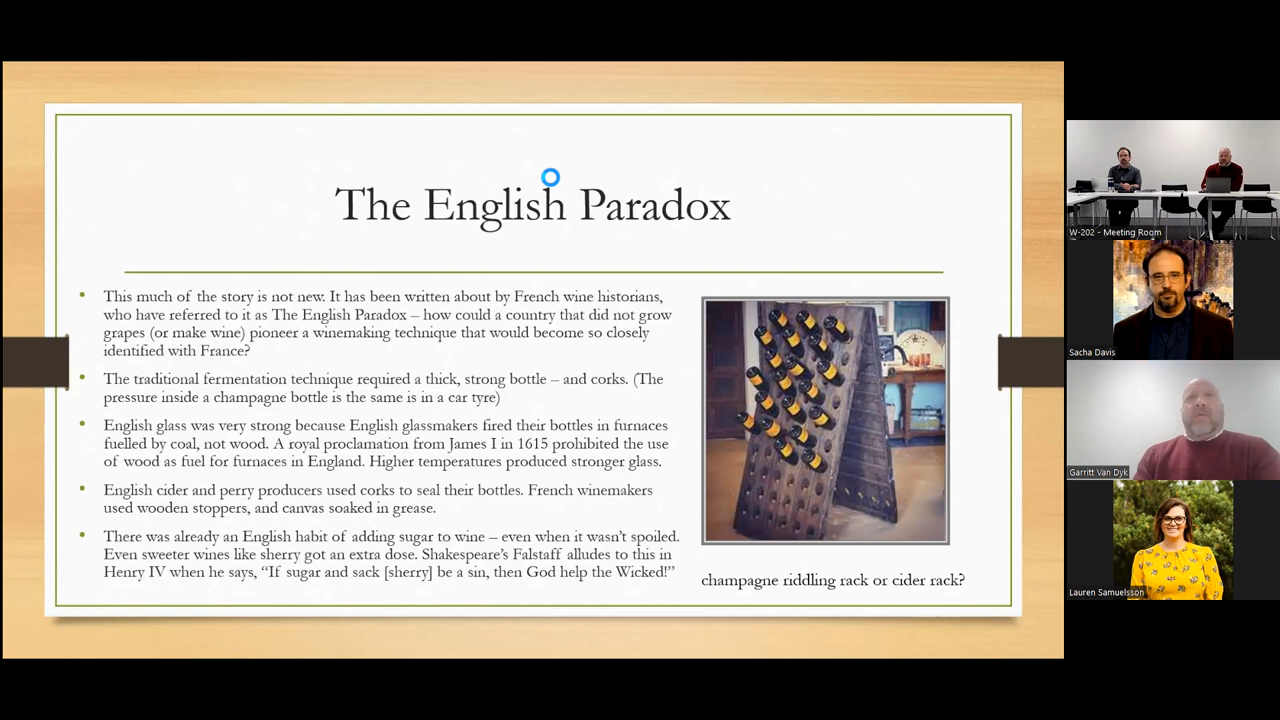 The English Paradox
This much of the story is not new. It has been written about by French wine historians,
who have referred to it as The English Paradox – how could a country that did not grow
grapes (or make wine) pioneer a winemaking technique that would become so closely
identified with France?
The traditional fermentation technique required a thick, strong bottle – and corks. (The
pressure inside a champagne bottle is the same is in a car tyre)
English glass was very strong because English glassmakers fired their bottles in furnaces
fuelled by coal, not wood. A royal proclamation from James I in 1615 prohibited the use
of wood as fuel for furnaces in England. Higher temperatures produced stronger glass.
English cider and perry producers used corks to seal their bottles. French winemakers
used wooden stoppers, and canvas soaked in grease.
There was already an English habit of adding sugar to wine – even when it wasn't spoiled.
Even sweeter wines like sherry got an extra dose. Shakespeare's Falstaff alludes to this in
Henry IV when he says, "If sugar and sack [sherry] be a sin, then God help the Wicked!"
champagne riddling rack or cider rack?
W-202 - Meeting Room
Sacha Davis
Garritt Van Dyk
Lauren Samuelsson